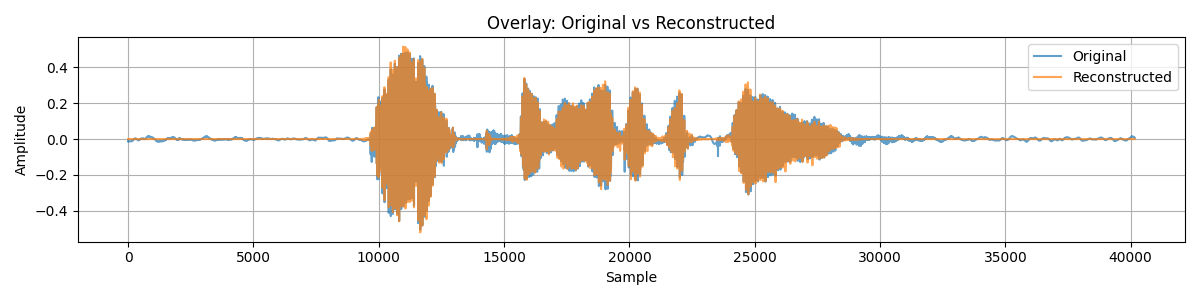 Overlay: Original vs Reconstructed
Original
Reconstructed
Amplitude
0.4
0.2
0.0
−0.2
−0.4
0 5000 10000 15000 20000 25000 30000 35000 40000
Sample